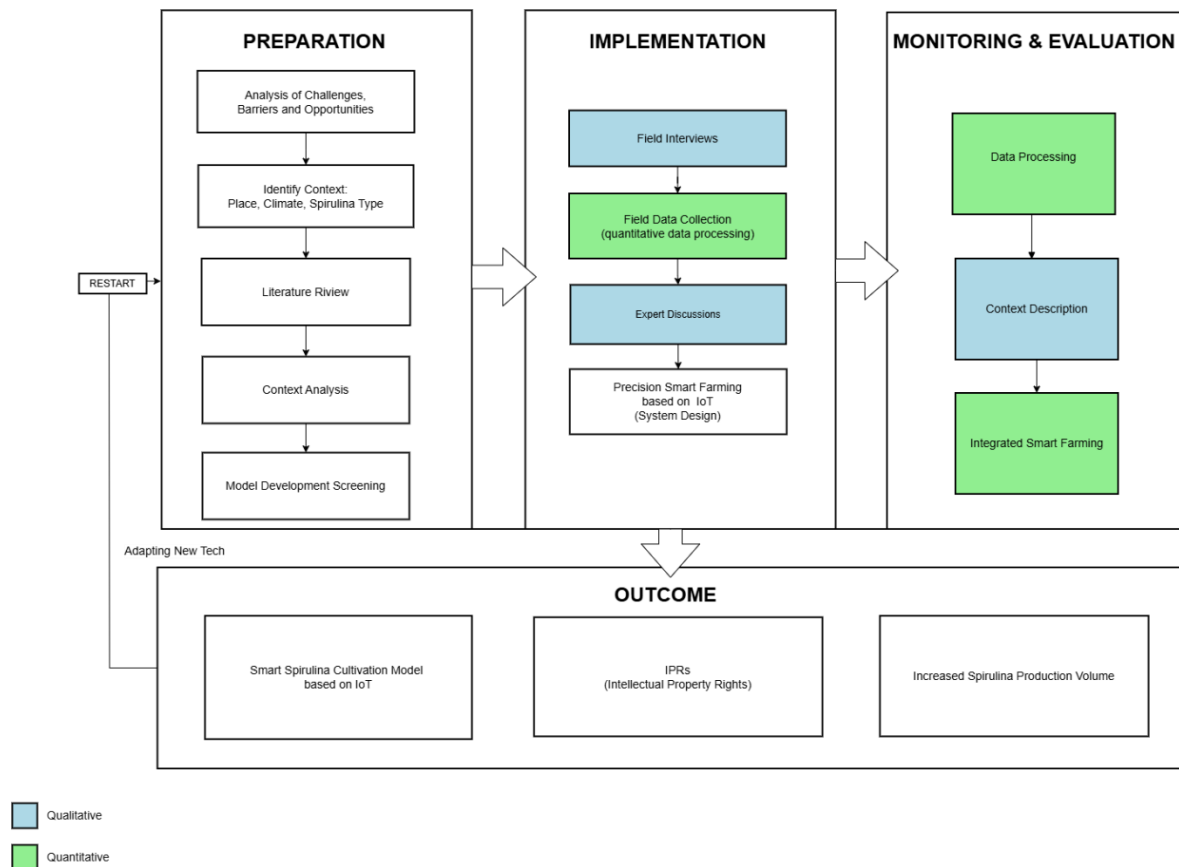 PREPARATION
Analysis of Challenges,
Barriers and Opportunities
Identify Context:
Place, Climate, Spirulina Type
Literature Riview
Context Analysis
Model Development Screening
IMPLEMENTATION
Field Interviews
Field Data Collection
(quantitative data processing)
Expert Discussions
Precision Smart Farming
based on IoT
(System Design)
MONITORING & EVALUATION
Data Processing
Context Description
Integrated Smart Farming
RESTART
Adapting New Tech
OUTCOME
Smart Spirulina Cultivation Model
based on IoT
IPRs
(Intellectual Property Rights)
Increased Spirulina Production Volume
Qualitative
Quantitative